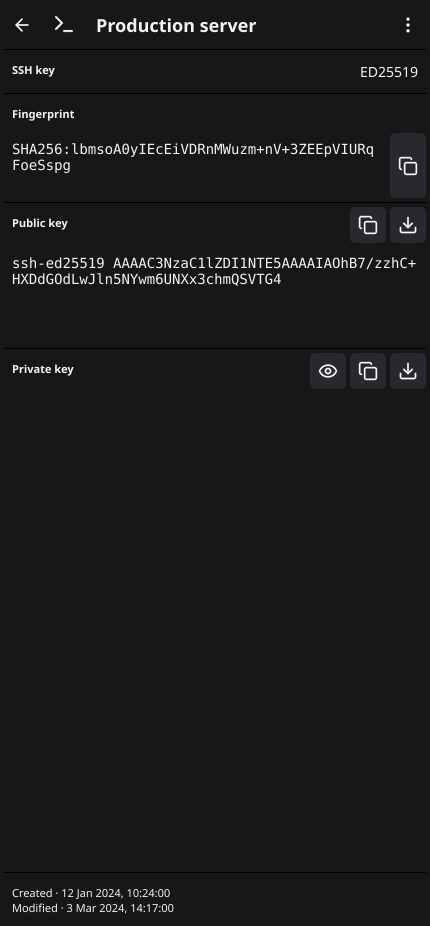 Production server
SSH key
ED25519
Fingerprint
SHA256:lbmsoA0yIEcEiVDRnMWuzm+nV+3ZEEpVIURq
FoeSspg
Public key
ssh-ed25519 AAAAC3NzaC1lZDI1NTE5AAAAIAOhB7/zzhC+
HXDdGOdLwJln5NYwm6UNXx3chmQSVTG4
Private key
Created · 12 Jan 2024, 10:24:00
Modified · 3 Mar 2024, 14:17:00